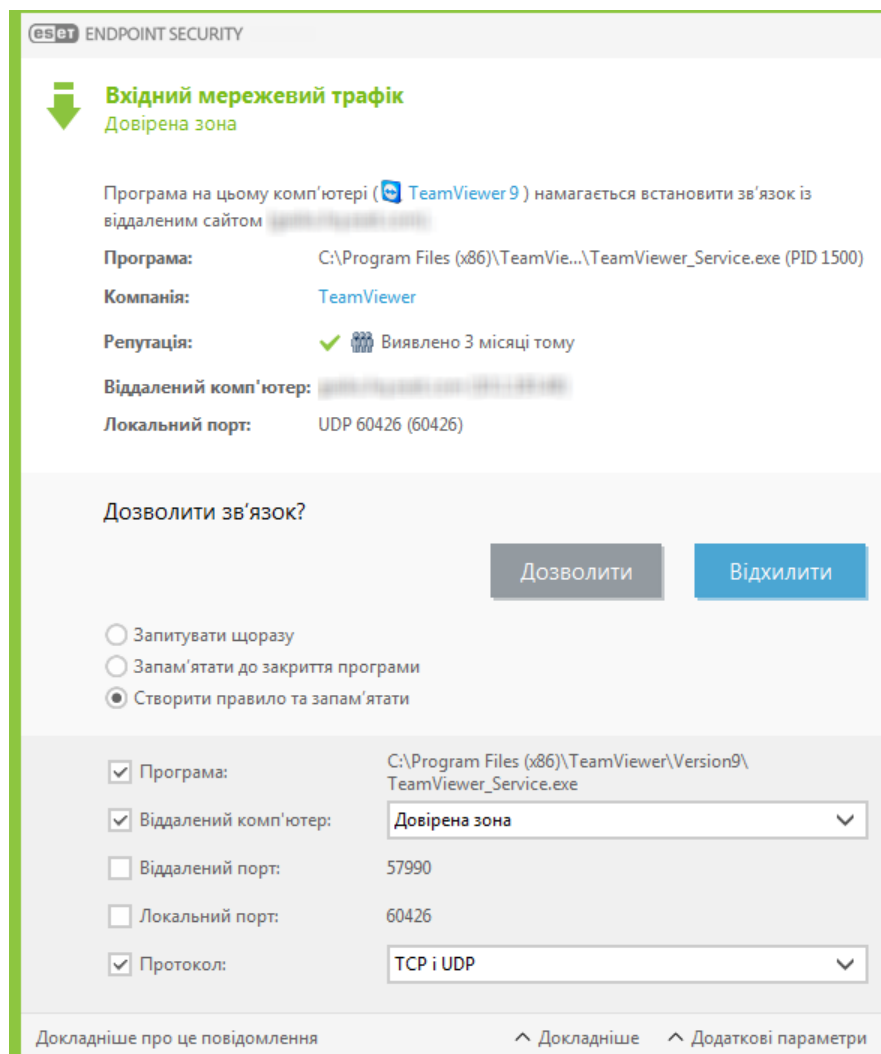 eset ENDPOINT SECURITY
Вхідний мережевий трафік
Довірена зона
Програма на цьому комп'ютері ( TeamViewer 9 ) намагається встановити зв'язок із
віддаленим сайтом
Програма: C:\Program Files (x86)\TeamVie...\TeamViewer_Service.exe (PID 1500)
Компанія: TeamViewer
Репутація: Виявлено 3 місяці тому
Віддалений комп'ютер:
Локальний порт: UDP 60426 (60426)
Дозволити зв'язок?
Дозволити Відхилити
Запитувати щоразу
Запам'ятати до закриття програми
Створити правило та запам'ятати
Програма: C:\Program Files (x86)\TeamViewer\Version9\
TeamViewer_Service.exe
Віддалений комп'ютер: Довірена зона
Віддалений порт: 57990
Локальний порт: 60426
Протокол: TCP і UDP
Докладніше про це повідомлення Докладніше Додаткові параметри